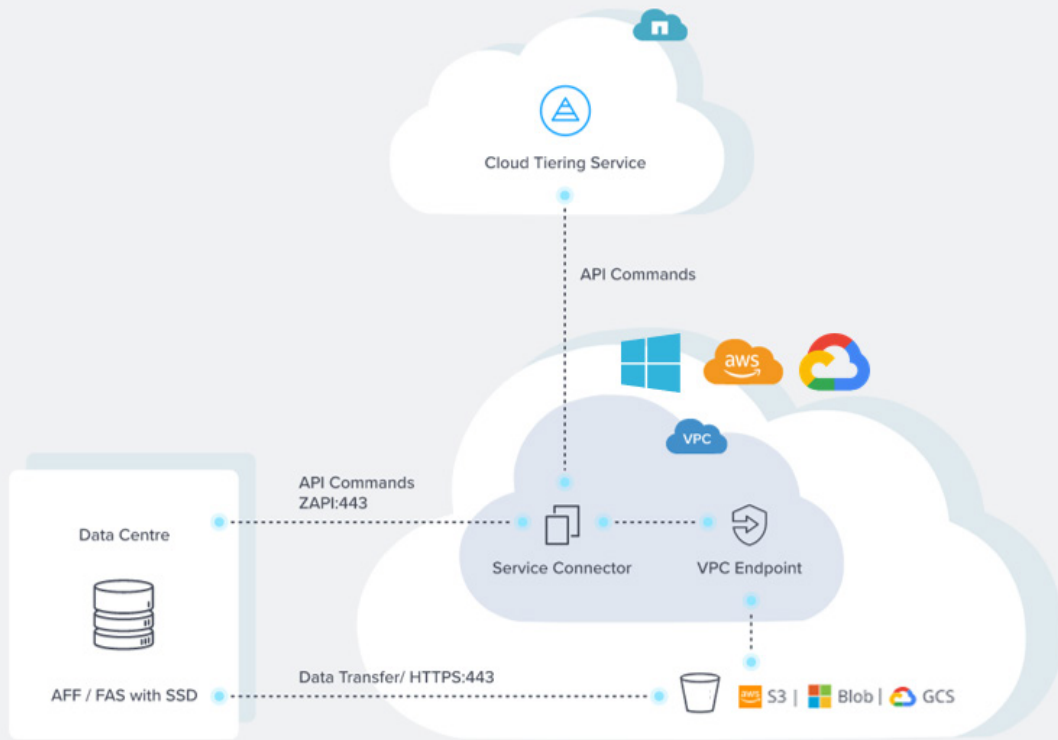 Cloud Tiering Service
API Commands
aws
VPC
API Commands
ZAPI:443
Data Centre
Service Connector
VPC Endpoint
AFF / FAS with SSD
Data Transfer/ HTTPS:443
aws S3 | Blob | GCS